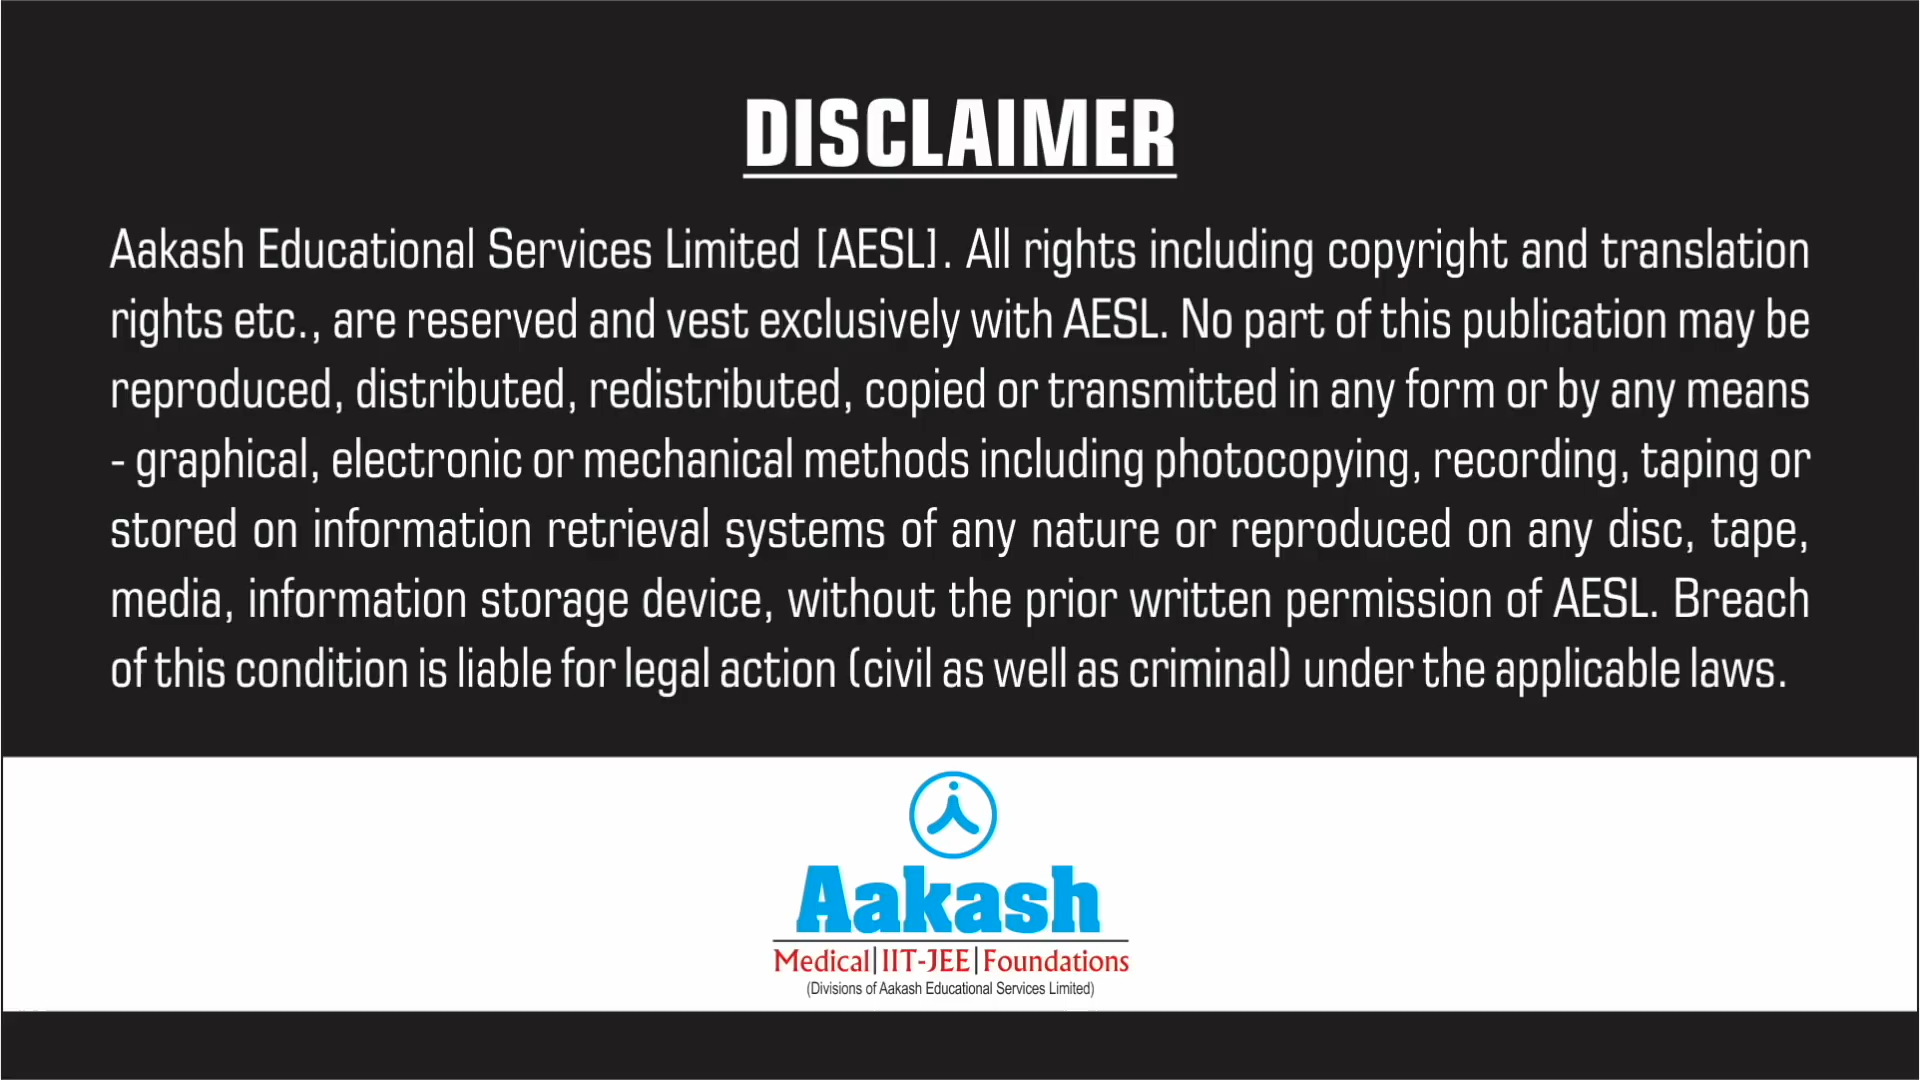 DISCLAIMER
Aakash Educational Services Limited [AESL]. All rights including copyright and translation
rights etc., are reserved and vest exclusively with AESL. No part of this publication may be
reproduced, distributed, redistributed, copied or transmitted in any form or by any means
- graphical, electronic or mechanical methods including photocopying, recording, taping or
stored on information retrieval systems of any nature or reproduced on any disc, tape,
media, information storage device, without the prior written permission of AESL. Breach
of this condition is liable for legal action (civil as well as criminal) under the applicable laws.
Aakash
Medical|IIT-JEE|Foundations
(Divisions of Aakash Educational Services Limited)